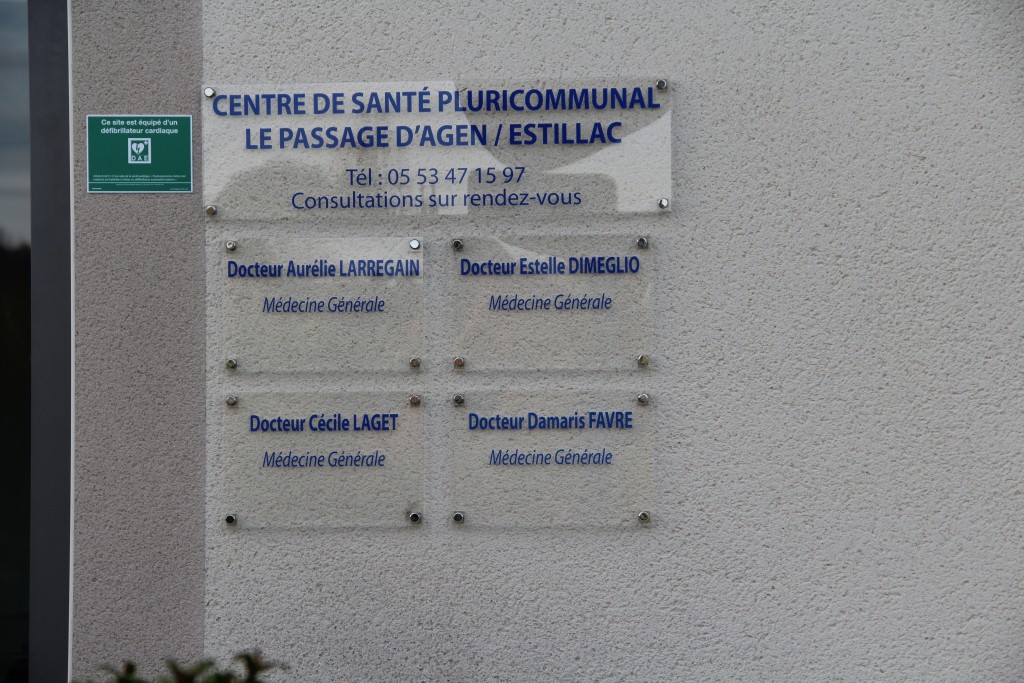 Ce site est équipé d'un
défibrillateur cardiaque
DAE
CENTRE DE SANTÉ PLURICOMMUNAL
LE PASSAGE D'AGEN / ESTILLAC
Tél : 05 53 47 15 97
Consultations sur rendez-vous
Docteur Aurélie LARREGAIN
Médecine Générale
Docteur Estelle DIMEGLIO
Médecine Générale
Docteur Cécile LAGET
Médecine Générale
Docteur Damaris FAVRE
Médecine Générale